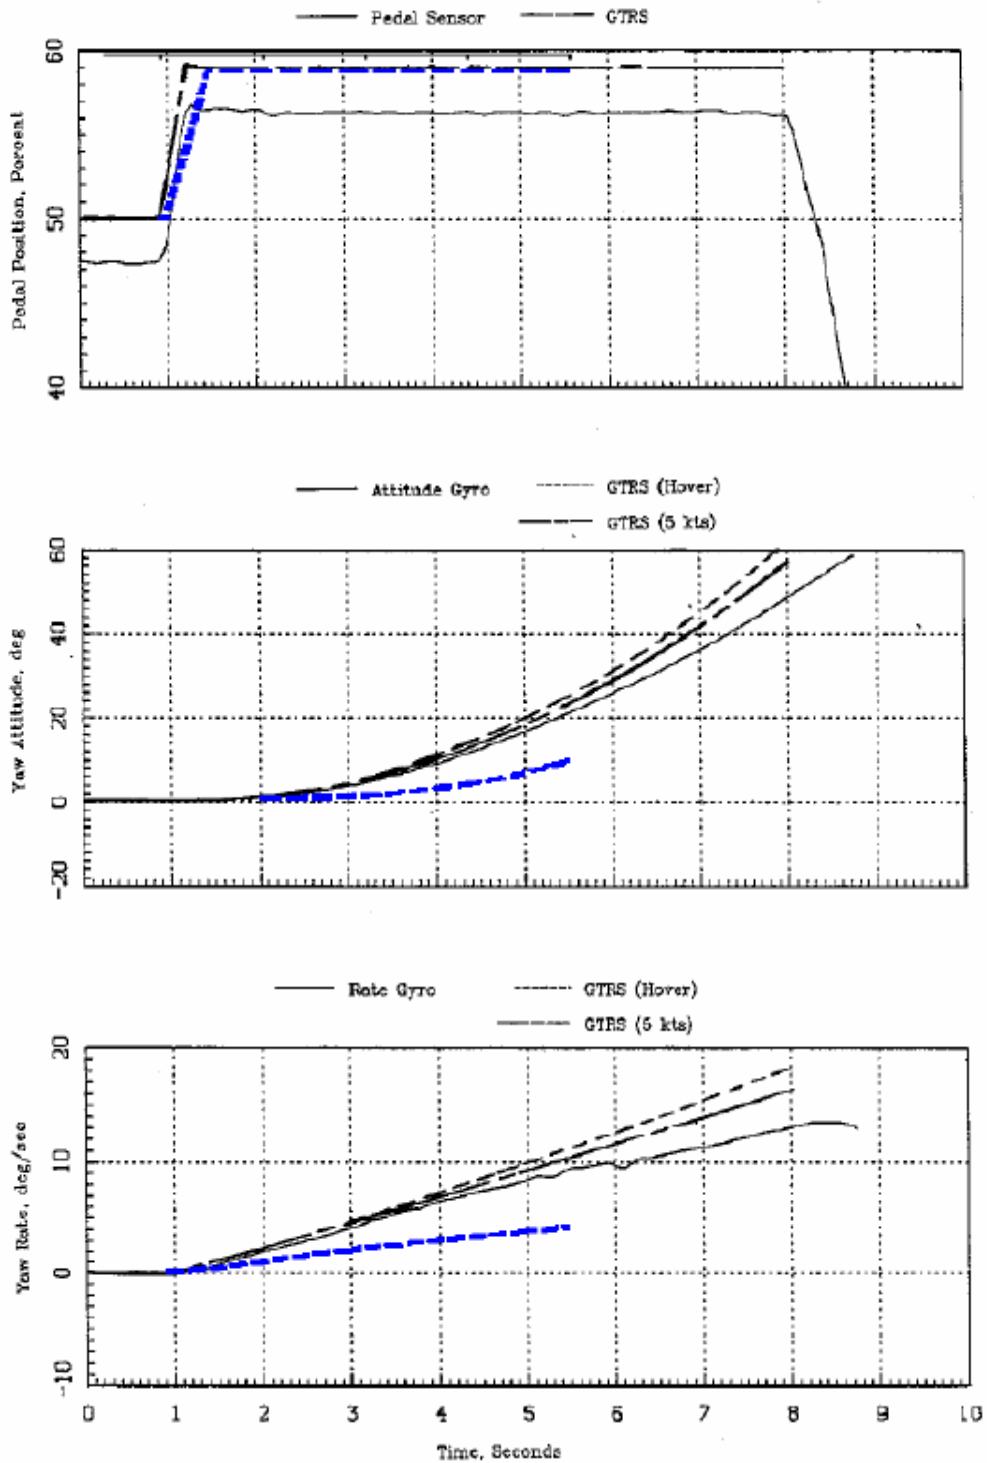 Pedal Sensor GTRS
60
50
40
Pedal Position, Percent
Attitude Gyro GTRS (Hover)
GTRS (5 kts)
60
40
20
0
-20
Yaw Attitude, deg
Rate Gyro GTRS (Hover)
GTRS (5 kts)
20
10
0
-10
Yaw Rate, deg/sec
0 1 2 3 4 5 6 7 8 9 10
Time, Seconds